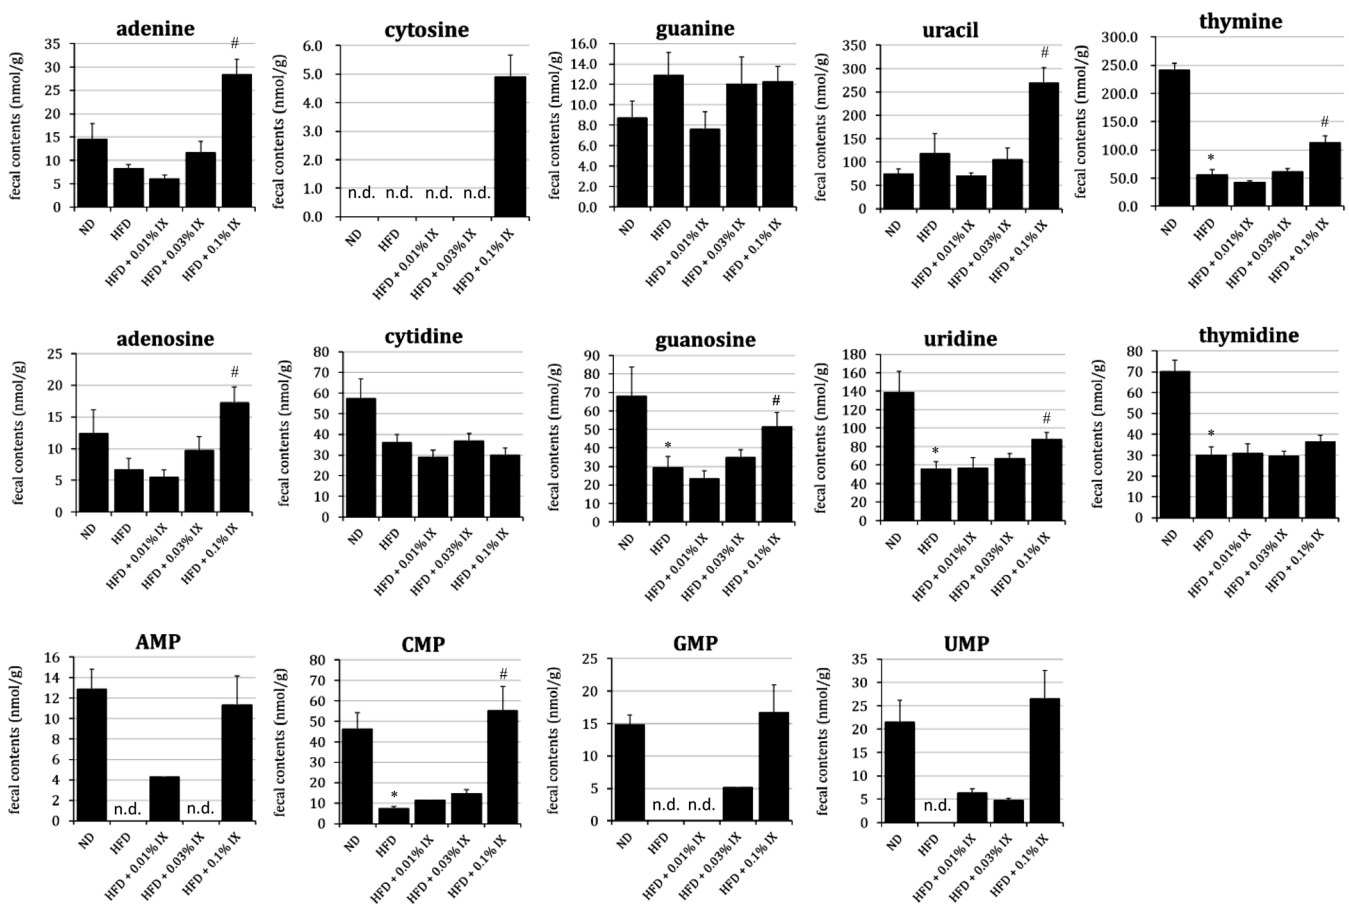 adenine
fecal contents (nmol/g)
35
30
25
20
15
10
5
0
#
ND
HFD
HFD + 0.01% IX
HFD + 0.03% IX
HFD + 0.1% IX
cytosine
fecal contents (nmol/g)
6.0
5.0
4.0
3.0
2.0
1.0
0.0
n.d. n.d. n.d. n.d.
ND
HFD
HFD + 0.01% IX
HFD + 0.03% IX
HFD + 0.1% IX
guanine
fecal contents (nmol/g)
16.0
14.0
12.0
10.0
8.0
6.0
4.0
2.0
0.0
ND
HFD
HFD + 0.01% IX
HFD + 0.03% IX
HFD + 0.1% IX
uracil
fecal contents (nmol/g)
350
300
250
200
150
100
50
0
#
ND
HFD
HFD + 0.01% IX
HFD + 0.03% IX
HFD + 0.1% IX
thymine
fecal contents (nmol/g)
300.0
250.0
200.0
150.0
100.0
50.0
0.0
* #
ND
HFD
HFD + 0.01% IX
HFD + 0.03% IX
HFD + 0.1% IX
adenosine
fecal contents (nmol/g)
25
20
15
10
5
0
#
ND
HFD
HFD + 0.01% IX
HFD + 0.03% IX
HFD + 0.1% IX
cytidine
fecal contents (nmol/g)
80
70
60
50
40
30
20
10
0
ND
HFD
HFD + 0.01% IX
HFD + 0.03% IX
HFD + 0.1% IX
guanosine
fecal contents (nmol/g)
90
80
70
60
50
40
30
20
10
0
* #
ND
HFD
HFD + 0.01% IX
HFD + 0.03% IX
HFD + 0.1% IX
uridine
fecal contents (nmol/g)
180
160
140
120
100
80
60
40
20
0
* #
ND
HFD
HFD + 0.01% IX
HFD + 0.03% IX
HFD + 0.1% IX
thymidine
fecal contents (nmol/g)
80
70
60
50
40
30
20
10
0
*
ND
HFD
HFD + 0.01% IX
HFD + 0.03% IX
HFD + 0.1% IX
AMP
fecal contents (nmol/g)
16
14
12
10
8
6
4
2
0
n.d. n.d.
ND
HFD
HFD + 0.01% IX
HFD + 0.03% IX
HFD + 0.1% IX
CMP
fecal contents (nmol/g)
80
70
60
50
40
30
20
10
0
* #
ND
HFD
HFD + 0.01% IX
HFD + 0.03% IX
HFD + 0.1% IX
GMP
fecal contents (nmol/g)
25
20
15
10
5
0
n.d. n.d.
ND
HFD
HFD + 0.01% IX
HFD + 0.03% IX
HFD + 0.1% IX
UMP
fecal contents (nmol/g)
35
30
25
20
15
10
5
0
n.d.
ND
HFD
HFD + 0.01% IX
HFD + 0.03% IX
HFD + 0.1% IX